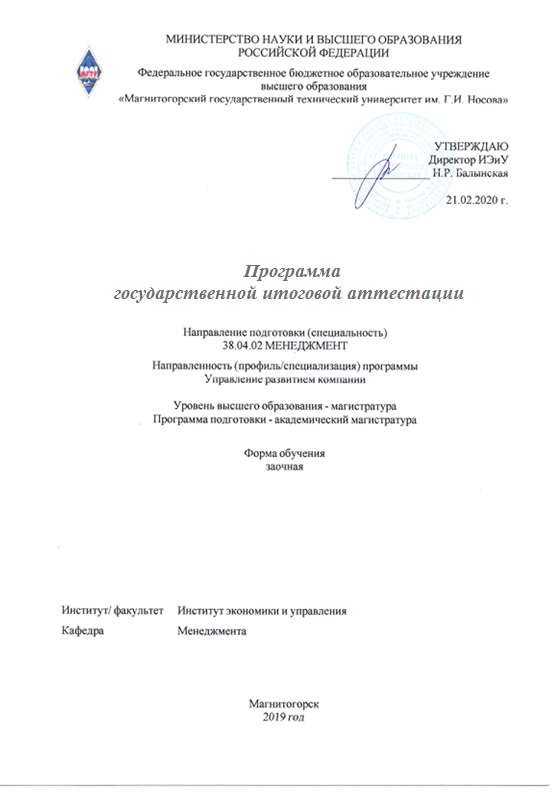 МИНИСТЕРСТВО НАУКИ И ВЫСШЕГО ОБРАЗОВАНИЯ
РОССИЙСКОЙ ФЕДЕРАЦИИ
Федеральное государственное бюджетное образовательное учреждение
высшего образования
«Магнитогорский государственный технический университет им. Г.И. Носова»
УТВЕРЖДАЮ
Директор ИЭиУ
Н.Р. Балынская
21.02.2020 г.
Программа
государственной итоговой аттестации
Направление подготовки (специальность)
38.04.02 МЕНЕДЖМЕНТ
Направленность (профиль/специализация) программы
Управление развитием компании
Уровень высшего образования - магистратура
Программа подготовки - академический магистратура
Форма обучения
заочная
Институт/ факультет Институт экономики и управления
Кафедра Менеджмента
Магнитогорск
2019 год